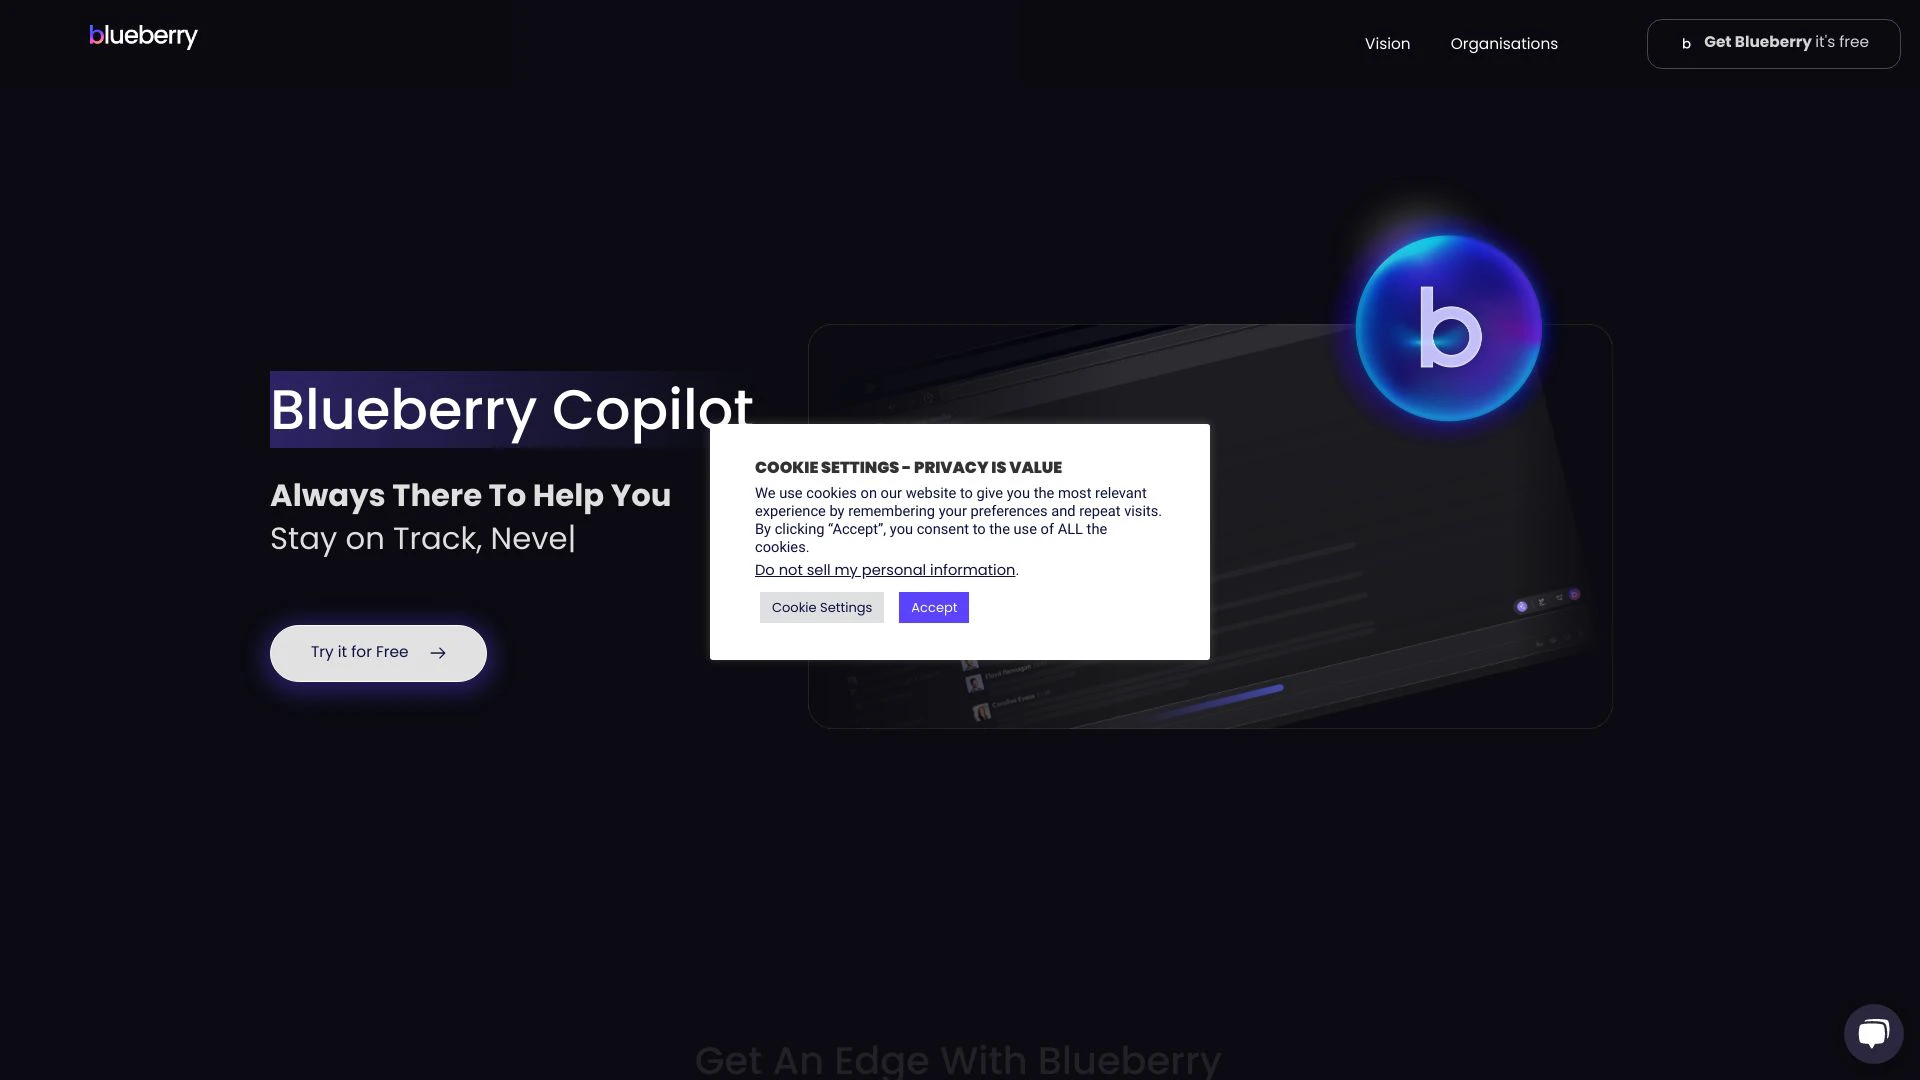 blueberry
Vision
Organisations
b Get Blueberry it's free
b
Blueberry Copilot
Always There To Help You
Stay on Track, Neve|
Try it for Free →
COOKIE SETTINGS - PRIVACY IS VALUE
We use cookies on our website to give you the most relevant
experience by remembering your preferences and repeat visits.
By clicking “Accept”, you consent to the use of ALL the
cookies.
Do not sell my personal information.
Cookie Settings
Accept
Get An Edge With Blueberry